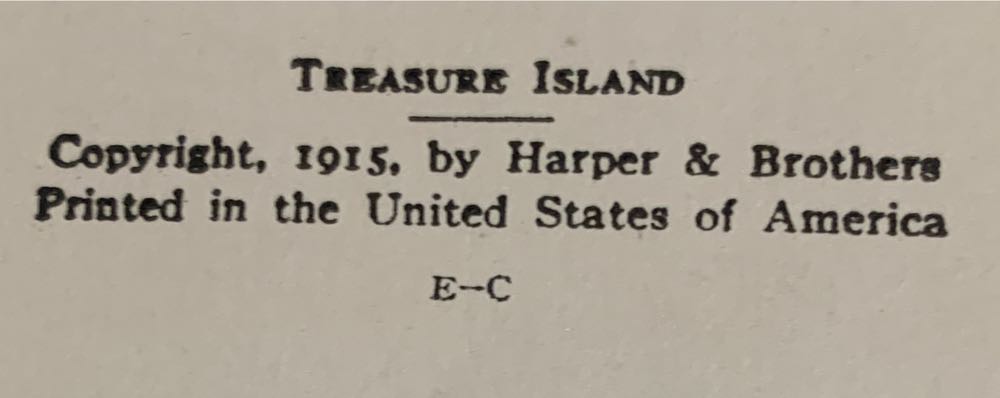 TREASURE ISLAND
Copyright, 1915, by Harper & Brothers
Printed in the United States of America
E–C